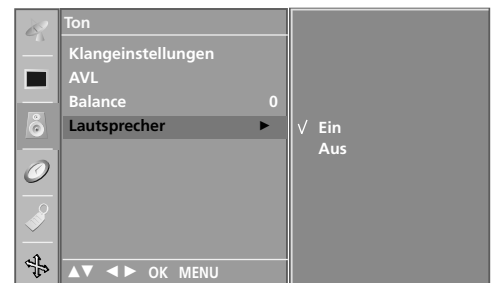 Ton
Klangeinstellungen
AVL
Balance 0
Lautsprecher ►
√ Ein
Aus
▲▼ ◄► OK MENU